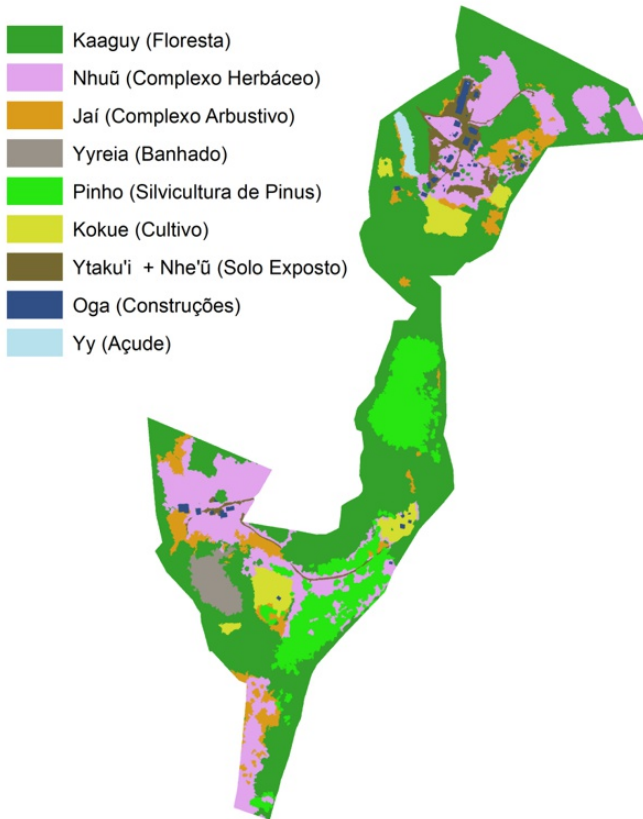 Kaaguy (Floresta)
Nhuũ (Complexo Herbáceo)
Jaí (Complexo Arbustivo)
Yyreia (Banhado)
Pinho (Silvicultura de Pinus)
Kokue (Cultivo)
Ytaku'i + Nhe'ũ (Solo Exposto)
Oga (Construções)
Yy (Açude)